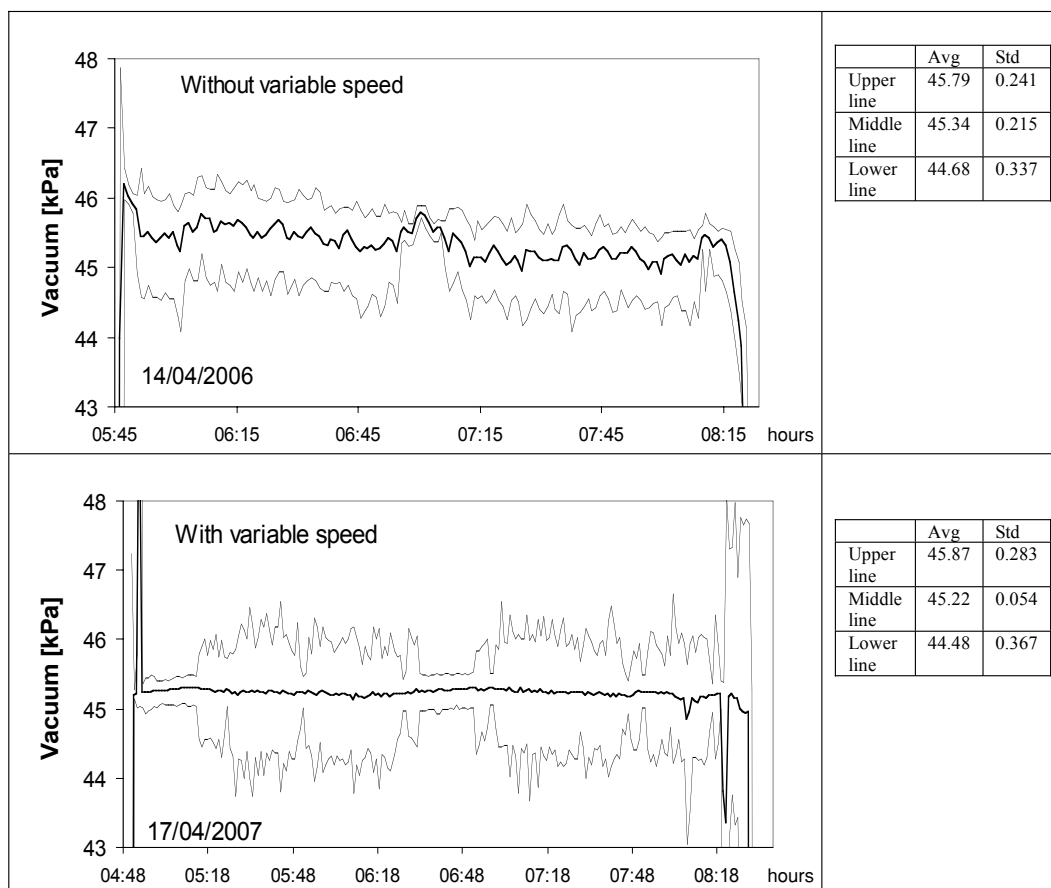 48
Without variable speed
47
46
45
44
43
Vacuum [kPa]
14/04/2006
05:45 06:15 06:45 07:15 07:45 08:15 hours
Avg Std
Upper 45.79 0.241
line
Middle 45.34 0.215
line
Lower 44.68 0.337
line
48
With variable speed
47
46
45
44
43
Vacuum [kPa]
17/04/2007
04:48 05:18 05:48 06:18 06:48 07:18 07:48 08:18 hours
Avg Std
Upper 45.87 0.283
line
Middle 45.22 0.054
line
Lower 44.48 0.367
line